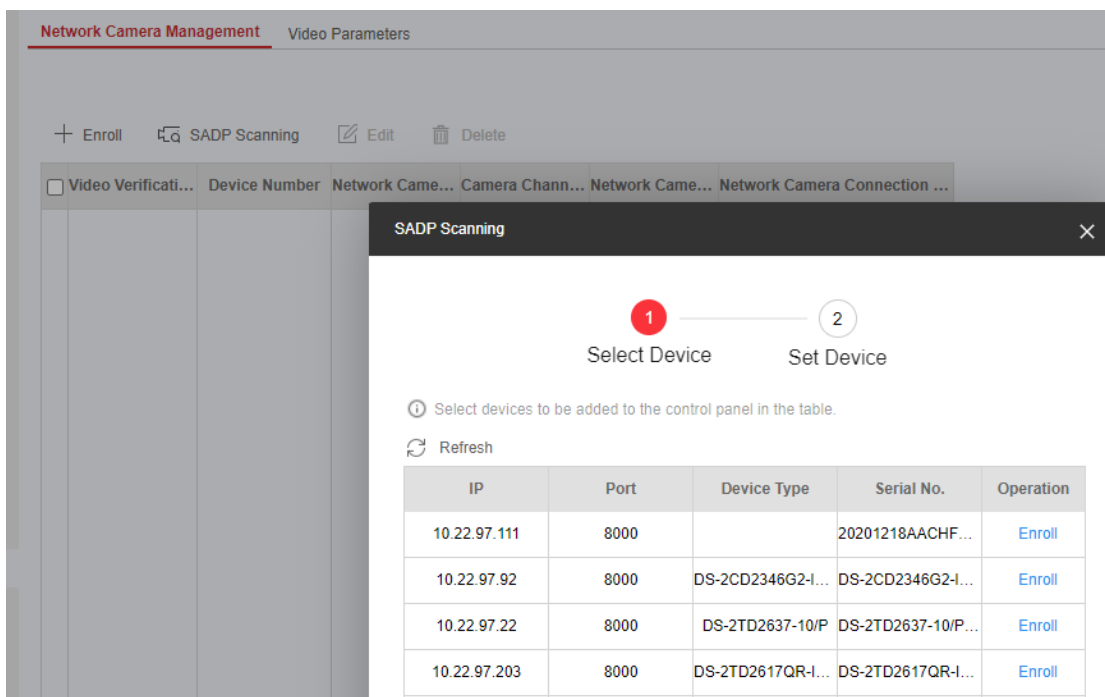 Network Camera Management Video Parameters
Enroll SADP Scanning Edit Delete
Video Verificati... Device Number Network Came... Camera Chann... Network Came... Network Camera Connection ...
SADP Scanning
1 2
Select Device Set Device
Select devices to be added to the control panel in the table.
Refresh
IP Port Device Type Serial No. Operation
10.22.97.111 8000 20201218AACHF... Enroll
10.22.97.92 8000 DS-2CD2346G2-I... DS-2CD2346G2-I... Enroll
10.22.97.22 8000 DS-2TD2637-10/P DS-2TD2637-10/P... Enroll
10.22.97.203 8000 DS-2TD2617QR-I... DS-2TD2617QR-I... Enroll